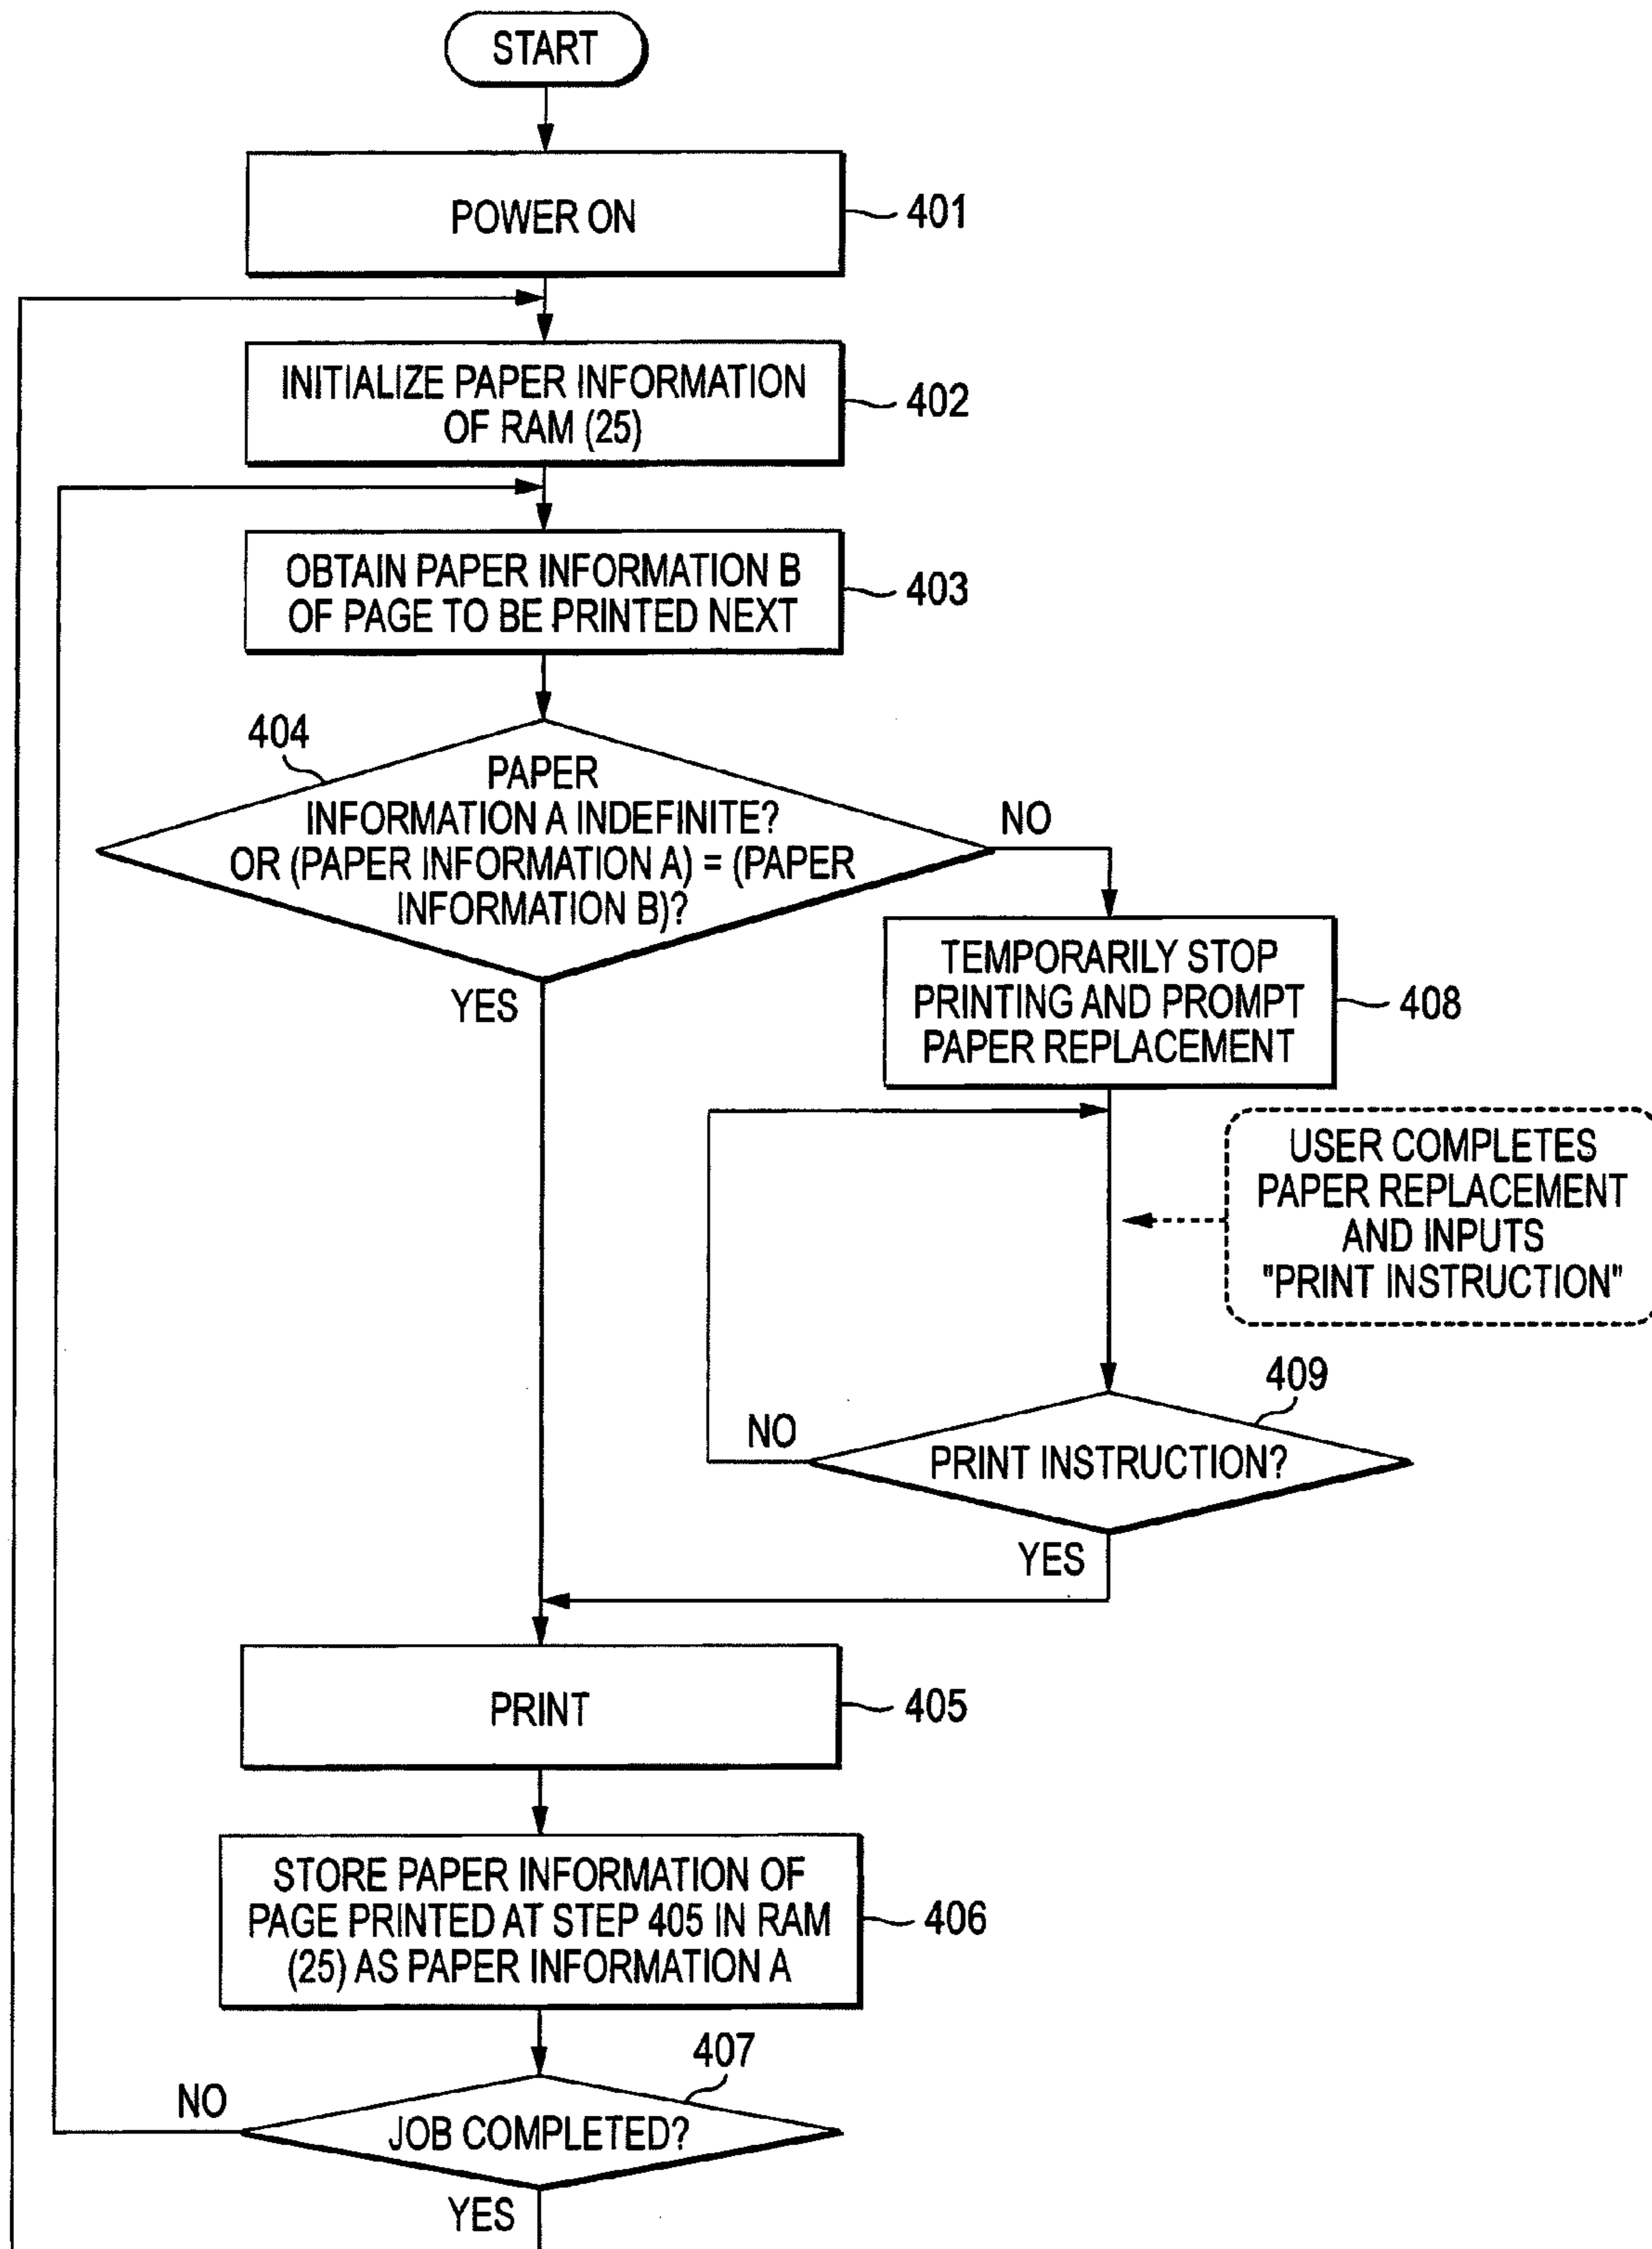 START
POWER ON
401
INITIALIZE PAPER INFORMATION
OF RAM (25)
402
OBTAIN PAPER INFORMATION B
OF PAGE TO BE PRINTED NEXT
403
404
PAPER
INFORMATION A INDEFINITE?
OR (PAPER INFORMATION A) = (PAPER
INFORMATION B)?
NO
YES
TEMPORARILY STOP
PRINTING AND PROMPT
PAPER REPLACEMENT
408
USER COMPLETES
PAPER REPLACEMENT
AND INPUTS
"PRINT INSTRUCTION"
409
NO
PRINT INSTRUCTION?
YES
PRINT
405
STORE PAPER INFORMATION OF
PAGE PRINTED AT STEP 405 IN RAM
(25) AS PAPER INFORMATION A
406
407
NO
JOB COMPLETED?
YES